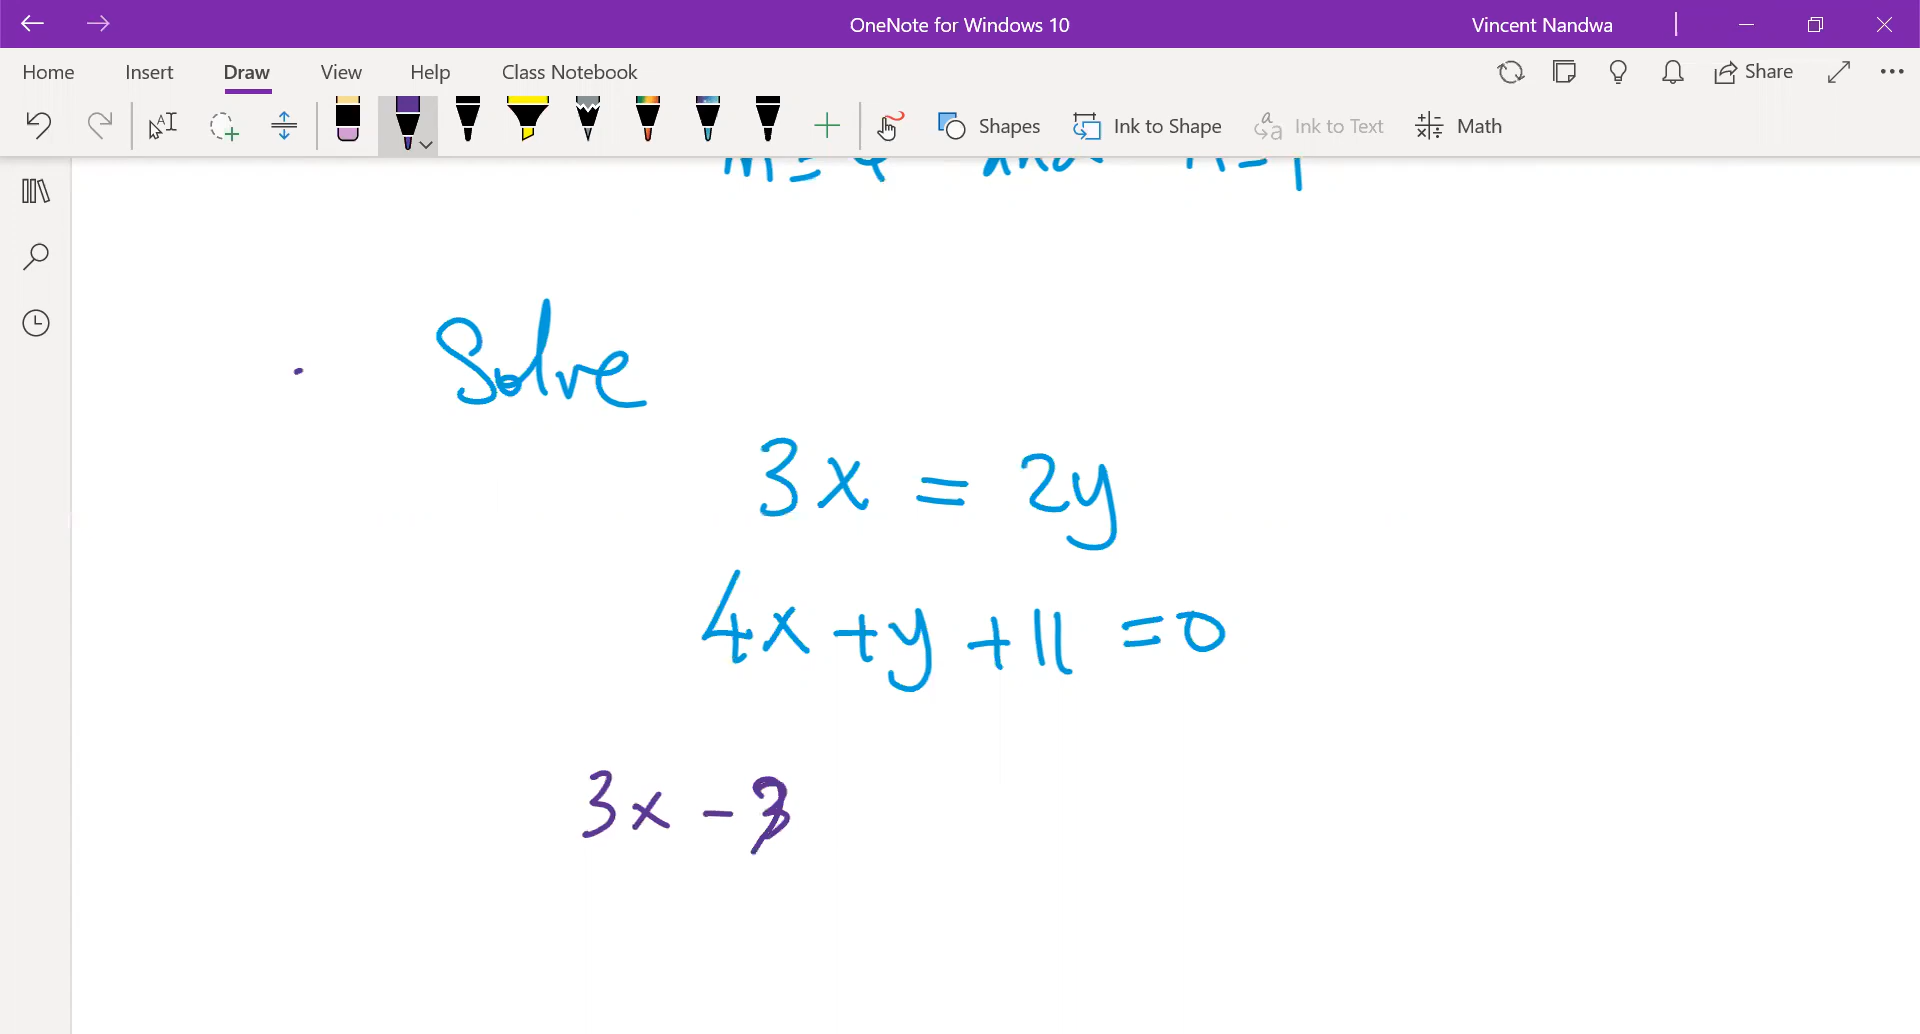 OneNote for Windows 10
Vincent Nandwa
Home Insert Draw View Help Class Notebook Share
Shapes Ink to Shape Ink to Text Math
m = and n =
Solve
3x = 2y
4x + y + 11 = 0
3x -